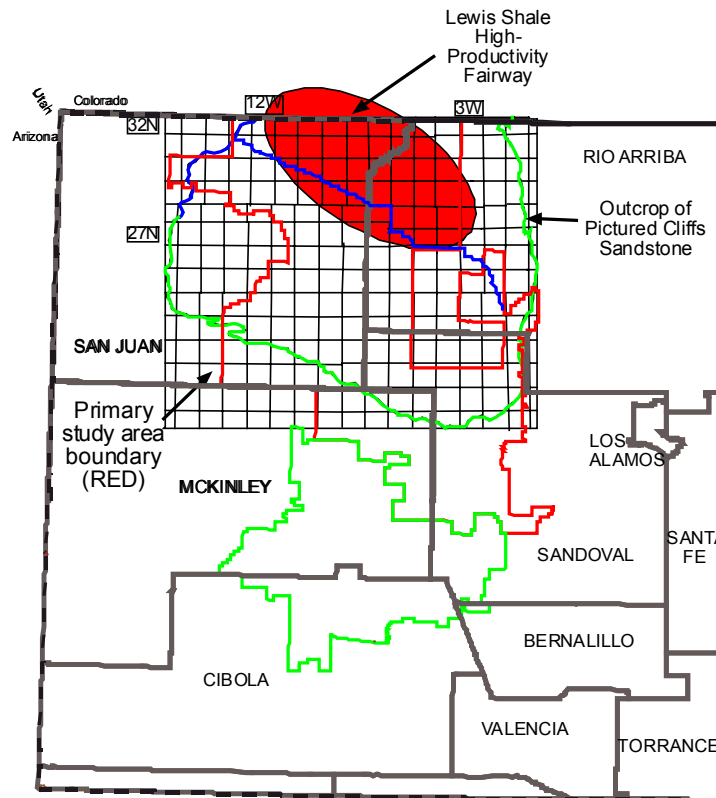 Lewis Shale
High-
Productivity
Fairway
Utah
Colorado
12W
3W
32N
Arizona
RIO ARRIBA
Outcrop of
Pictured Cliffs
Sandstone
27N
SAN JUAN
Primary
study area
boundary
(RED)
LOS
ALAMOS
MCKINLEY
SANTA
FE
SANDOVAL
BERNALILLO
CIBOLA
VALENCIA
TORRANCE